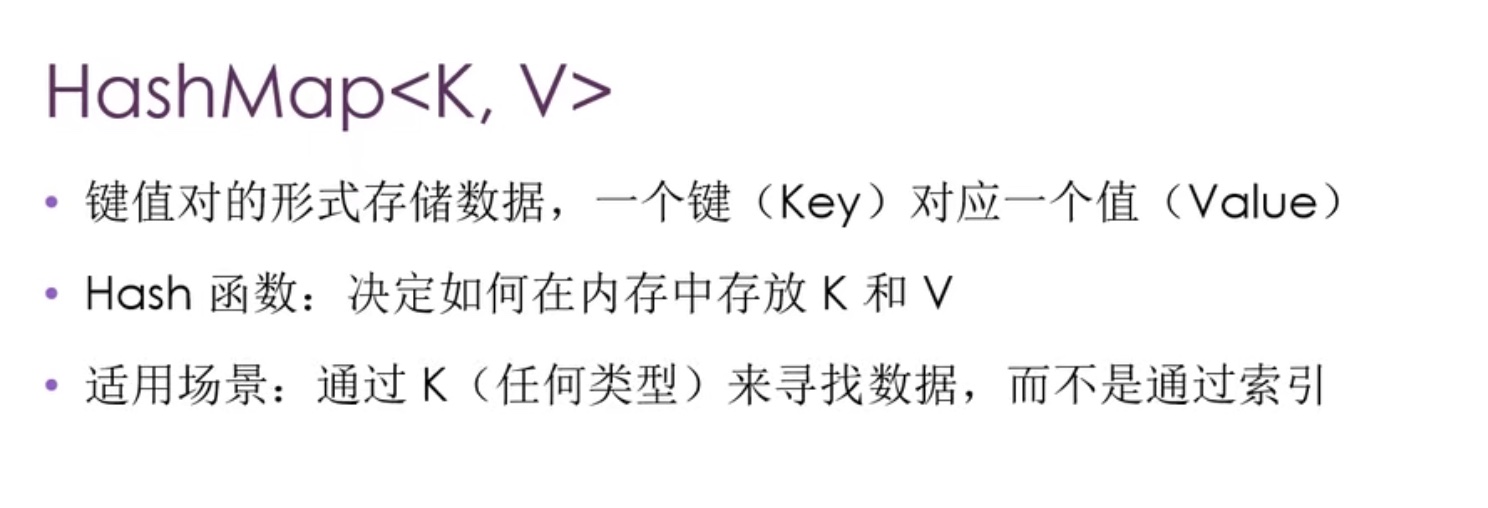 HashMap<K, V>
• 键值对的形式存储数据，一个键（Key）对应一个值（Value）
• Hash 函数：决定如何在内存中存放 K 和 V
• 适用场景：通过 K（任何类型）来寻找数据，而不是通过索引